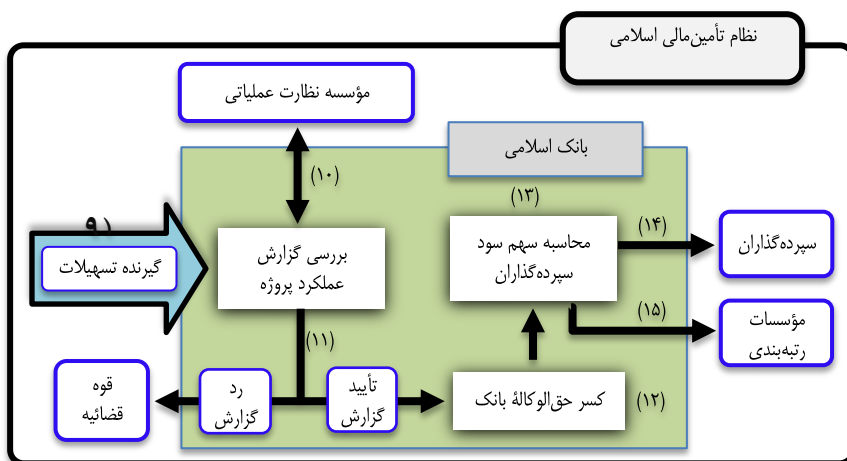 نظام تأمین‌مالی اسلامی
مؤسسه نظارت عملیاتی
بانک اسلامی
(۱۰)
(۱۳)
۹)
گیرنده تسهیلات
بررسی گزارش
عملکرد پروژه
محاسبه سهم سود
سپرده‌گذاران
(۱۴)
سپرده‌گذاران
(۱۵)
مؤسسات
رتبه‌بندی
(۱۱)
قوه
قضائیه
رد
گزارش
تأیید
گزارش
کسر حق‌الوکالهٔ بانک
(۱۲)